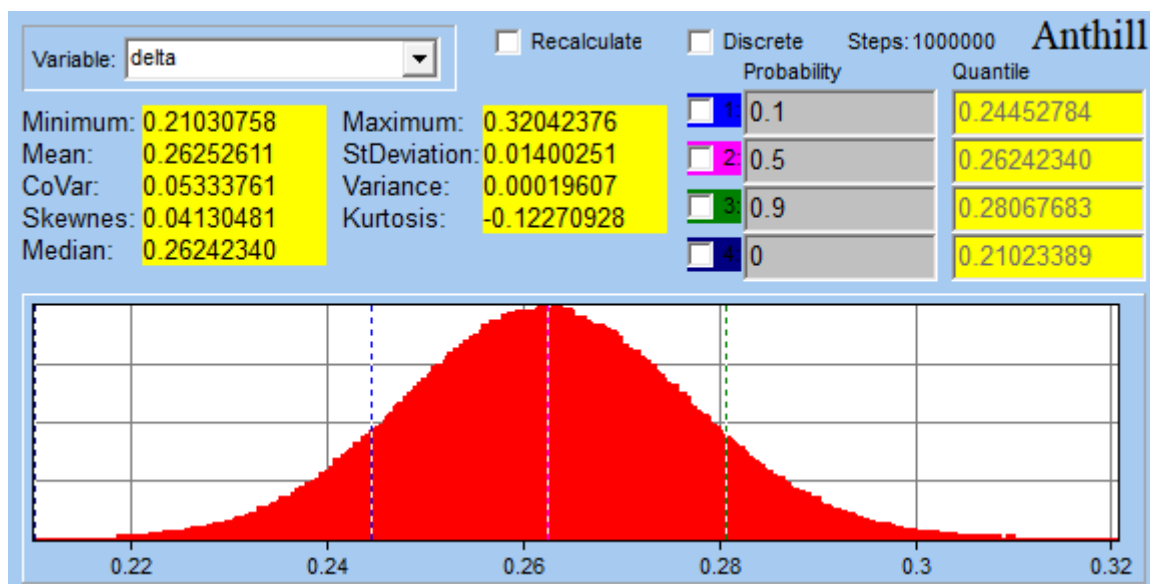 Variable: delta
Recalculate
Discrete Steps:1000000 Anthill
Probability Quantile
1: 0.1 0.24452784
2: 0.5 0.26242340
3: 0.9 0.28067683
4 0 0.21023389
Minimum: 0.21030758 Maximum: 0.32042376
Mean: 0.26252611 StDeviation: 0.01400251
CoVar: 0.05333761 Variance: 0.00019607
Skewnes: 0.04130481 Kurtosis: -0.12270928
Median: 0.26242340
0.22 0.24 0.26 0.28 0.3 0.32